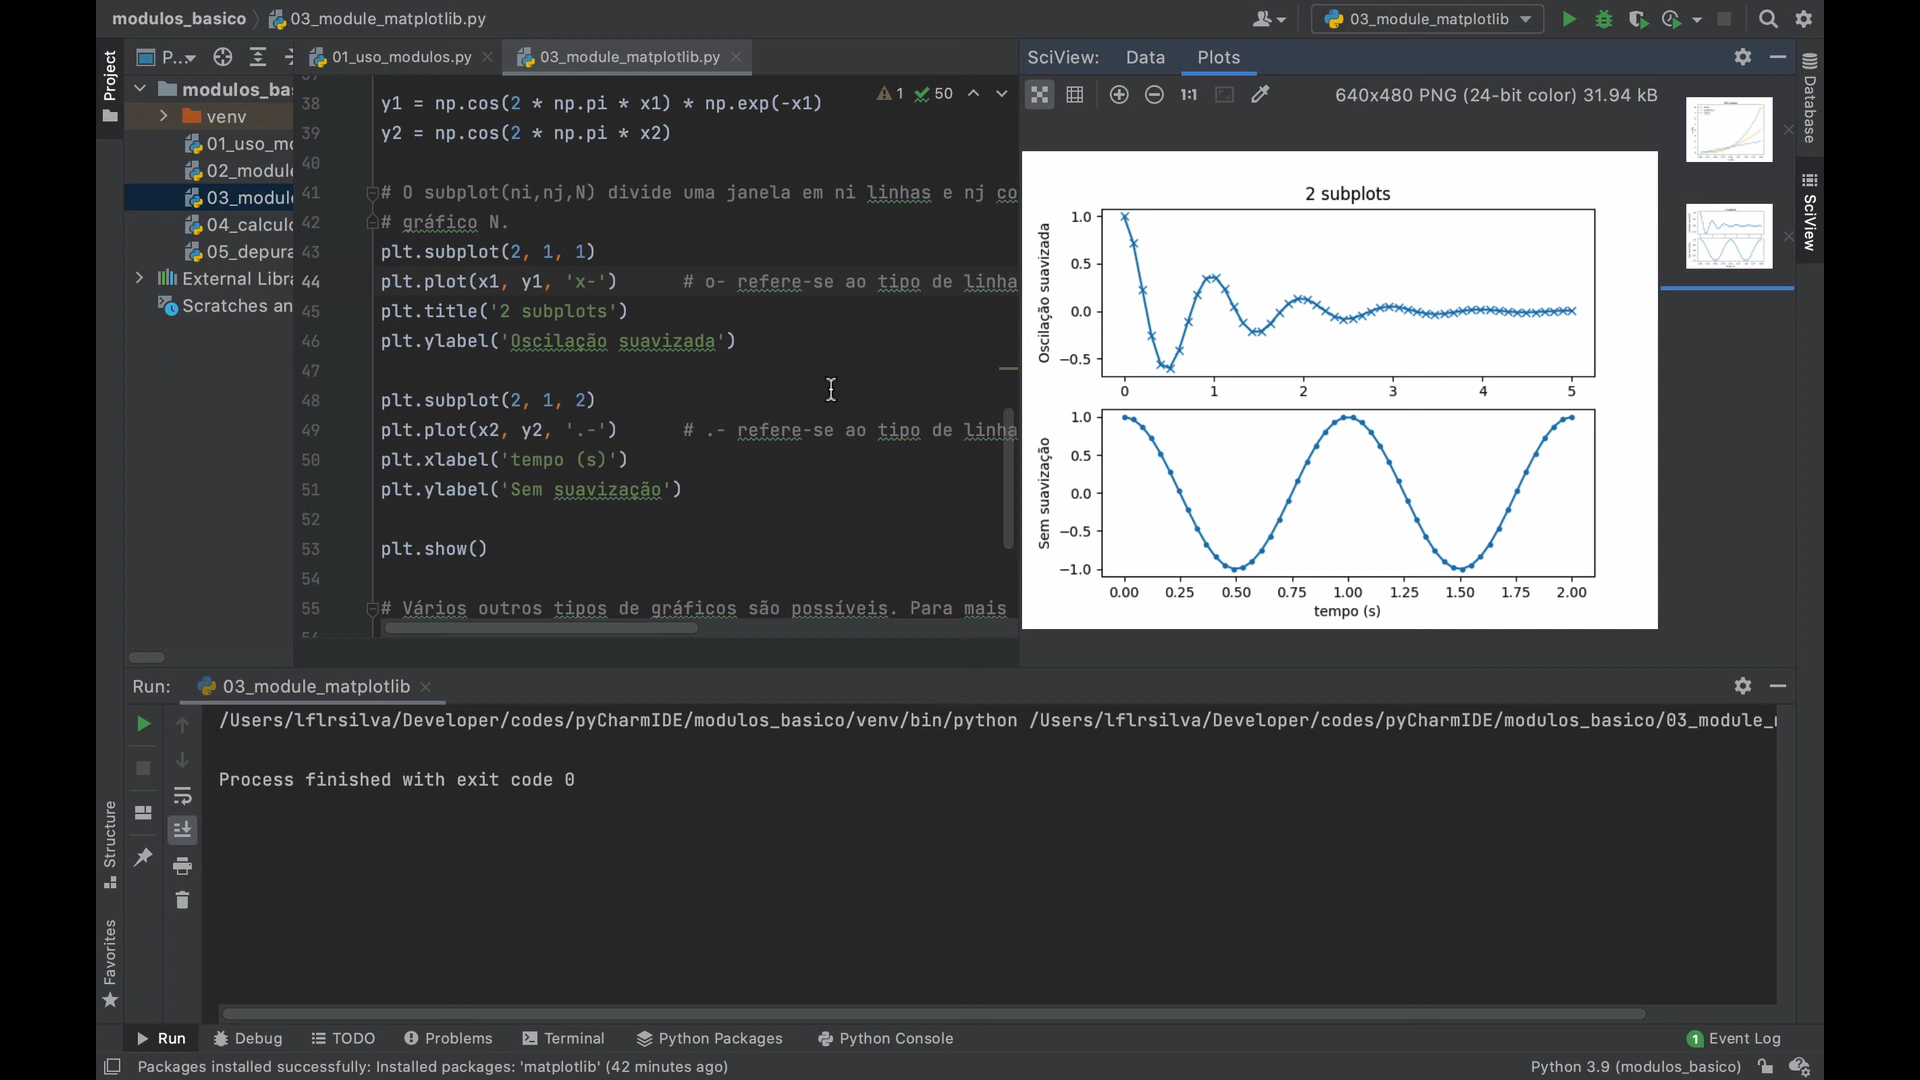 modulos_basico
03_module_matplotlib.py
03_module_matplotlib
Project
P...
01_uso_modulos.py
03_module_matplotlib.py
modulos_bas
venv
01_uso_mo
02_module
03_module
04_calculo
05_depura
External Libra
Scratches an
1 50
38 y1 = np.cos(2 * np.pi * x1) * np.exp(-x1)
39 y2 = np.cos(2 * np.pi * x2)
40
41 # O subplot(ni,nj,N) divide uma janela em ni linhas e nj co
42 # gráfico N.
43 plt.subplot(2, 1, 1)
44 plt.plot(x1, y1, 'x-') # o- refere-se ao tipo de linha
45 plt.title('2 subplots')
46 plt.ylabel('Oscilação suavizada')
47
48 plt.subplot(2, 1, 2)
49 plt.plot(x2, y2, '.-') # .- refere-se ao tipo de linha
50 plt.xlabel('tempo (s)')
51 plt.ylabel('Sem suavização')
52
53 plt.show()
54
55 # Vários outros tipos de gráficos são possíveis. Para mais
SciView: Data Plots
1:1
640x480 PNG (24-bit color) 31.94 kB
2 subplots
Oscilação suavizada
1.0
0.5
0.0
−0.5
0 1 2 3 4 5
Sem suavização
1.0
0.5
0.0
−0.5
−1.0
0.00 0.25 0.50 0.75 1.00 1.25 1.50 1.75 2.00
tempo (s)
Database
SciView
Run: 03_module_matplotlib
/Users/lflrsilva/Developer/codes/pyCharmIDE/modulos_basico/venv/bin/python /Users/lflrsilva/Developer/codes/pyCharmIDE/modulos_basico/03_module_
Process finished with exit code 0
Structure
Favorites
Run Debug TODO Problems Terminal Python Packages Python Console
1 Event Log
Packages installed successfully: Installed packages: 'matplotlib' (42 minutes ago)
Python 3.9 (modulos_basico)